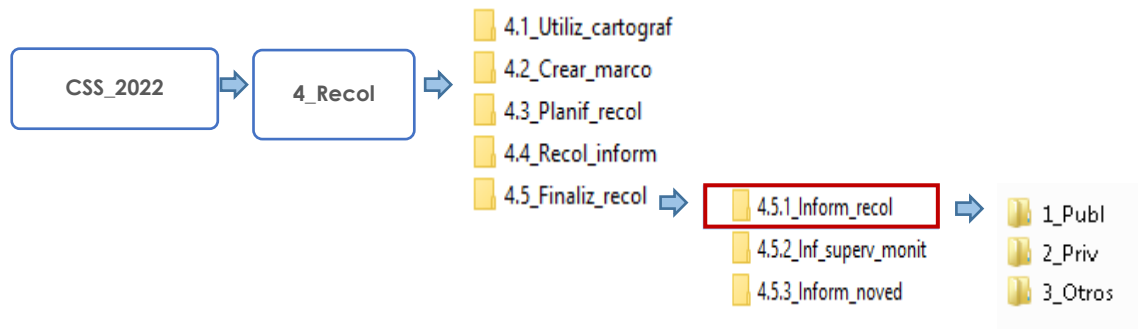 CSS_2022
4_Recol
4.1_Utiliz_cartograf
4.2_Crear_marco
4.3_Planif_recol
4.4_Recol_inform
4.5_Finaliz_recol
4.5.1_Inform_recol
4.5.2_Inf_superv_monit
4.5.3_Inform_noved
1_Publ
2_Priv
3_Otros